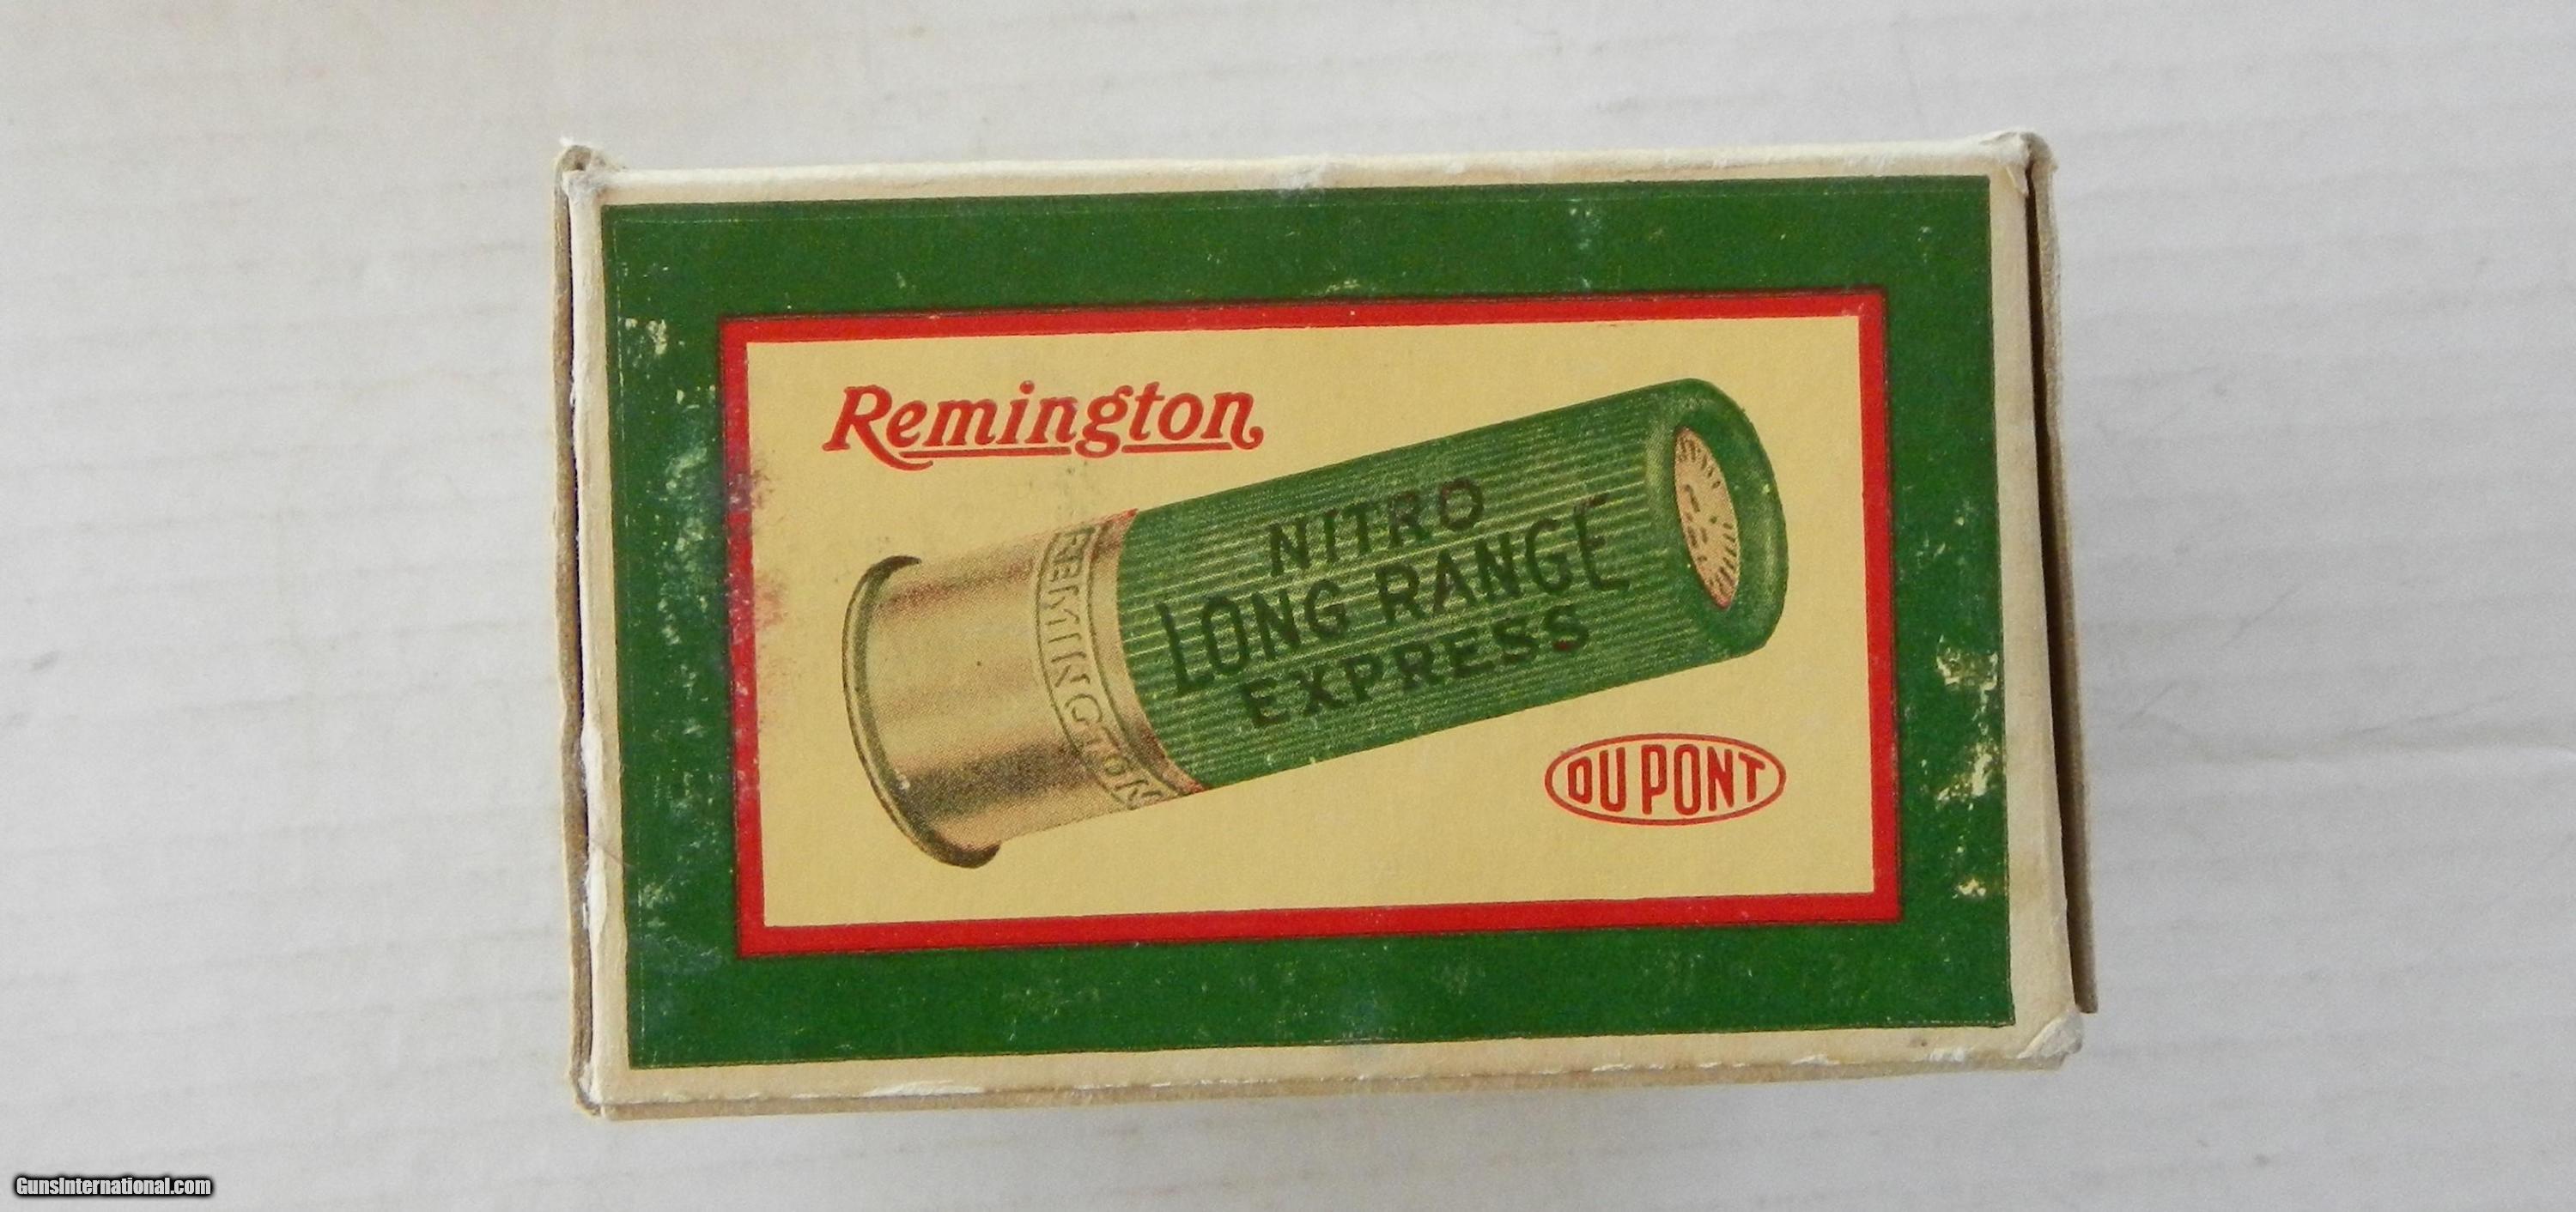 Remington
NITRO
LONG RANGE
EXPRESS
REMINGTON
DU PONT
GunsInternational.com